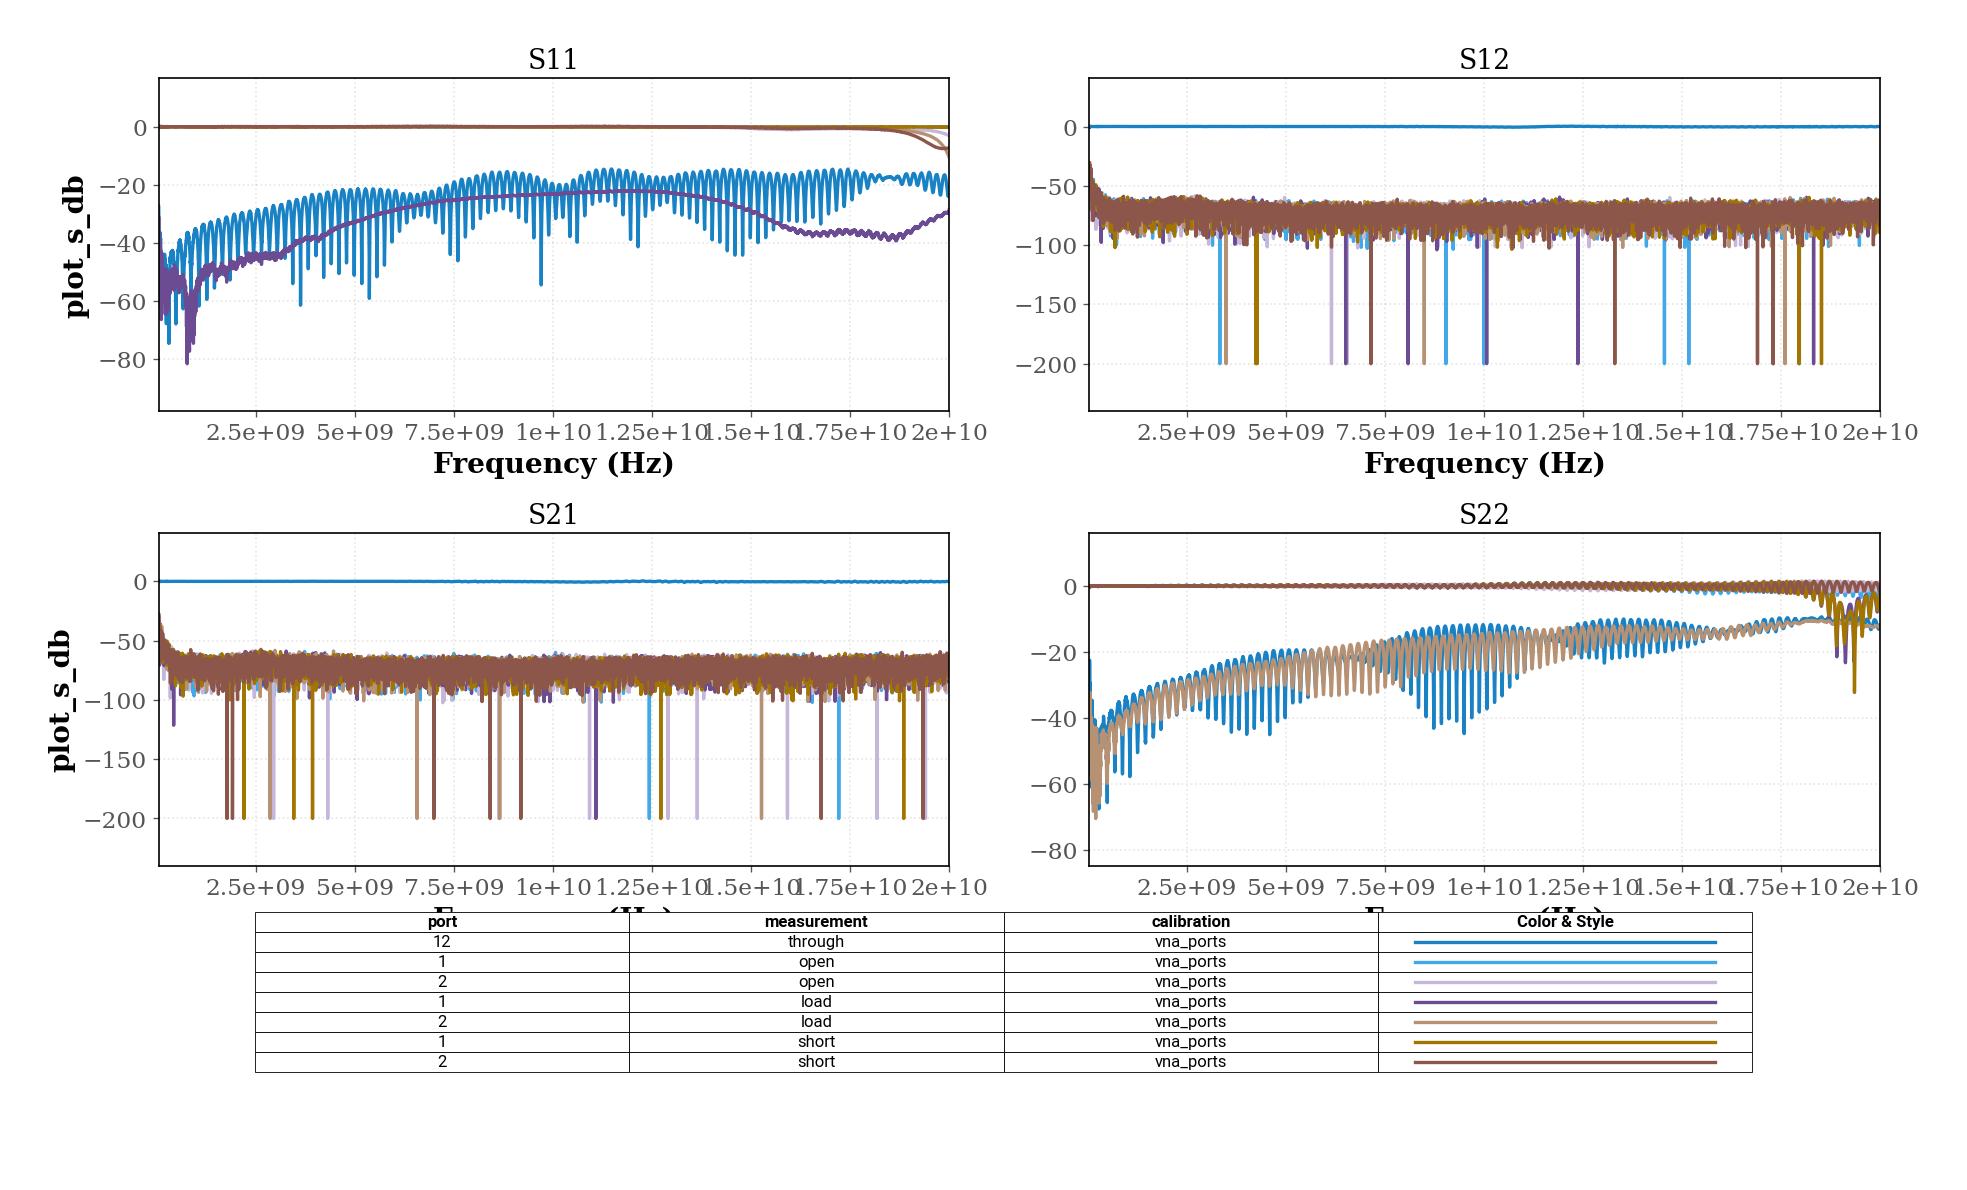 S11
S12
plot_s_db
0
−20
−40
−60
−80
0
−50
−100
−150
−200
2.5e+09 5e+09 7.5e+09 1e+10 1.25e+10 1.5e+10 1.75e+10 2e+10
2.5e+09 5e+09 7.5e+09 1e+10 1.25e+10 1.5e+10 1.75e+10 2e+10
Frequency (Hz)
Frequency (Hz)
S21
S22
plot_s_db
0
−50
−100
−150
−200
0
−20
−40
−60
−80
2.5e+09 5e+09 7.5e+09 1e+10 1.25e+10 1.5e+10 1.75e+10 2e+10
2.5e+09 5e+09 7.5e+09 1e+10 1.25e+10 1.5e+10 1.75e+10 2e+10
port measurement calibration Color & Style
12 through vna_ports
1 open vna_ports
2 open vna_ports
1 load vna_ports
2 load vna_ports
1 short vna_ports
2 short vna_ports